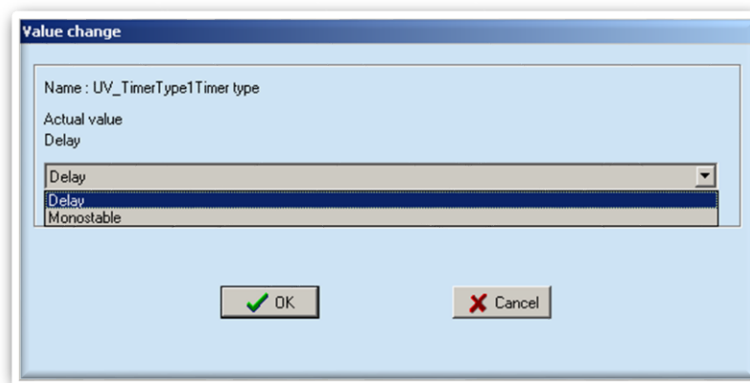 Value change
Name : UV_TimerType1Timer type
Actual value
Delay
Delay
Delay
Monostable
OK
Cancel